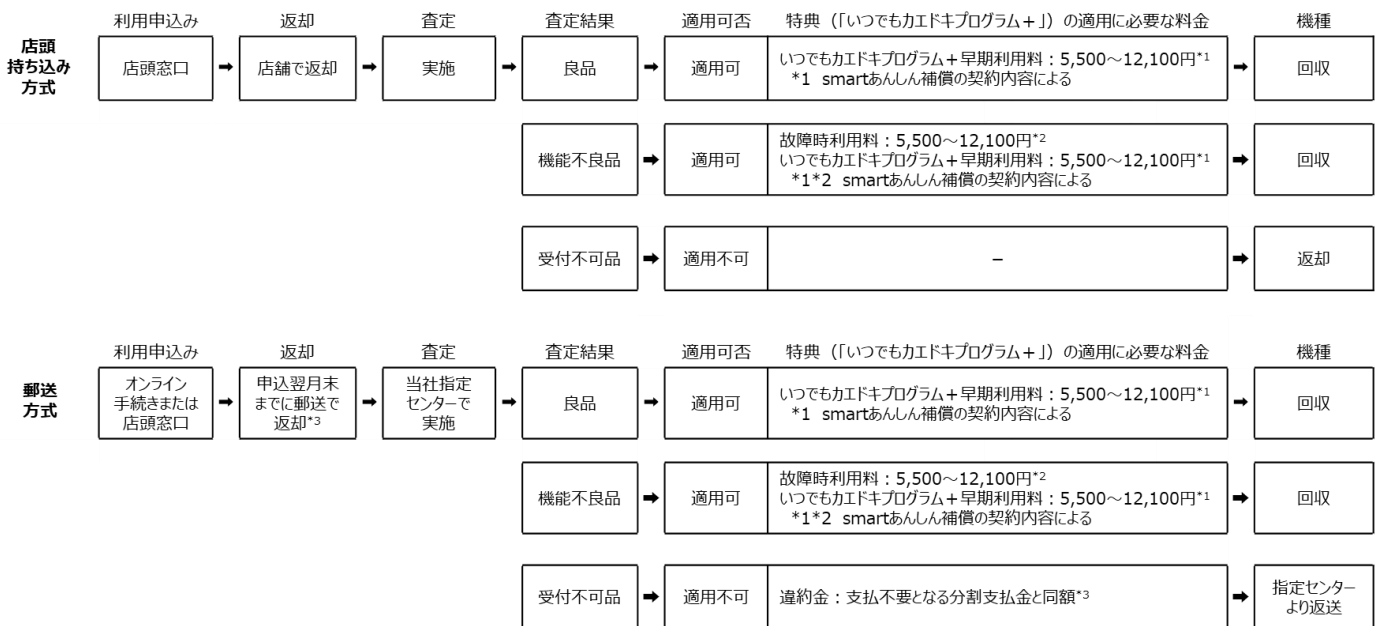 利用申込み 返却 査定 査定結果 適用可否 特典（「いつでもカエドキプログラム＋」）の適用に必要な料金 機種
店頭
持ち込み
方式
店頭窓口 ➡ 店舗で返却 ➡ 実施 ➡ 良品 ➡ 適用可
いつでもカエドキプログラム＋早期利用料：5,500～12,100円*1
*1 smartあんしん補償の契約内容による
➡ 回収
機能不良品 ➡ 適用可
故障時利用料：5,500～12,100円*2
いつでもカエドキプログラム＋早期利用料：5,500～12,100円*1
*1*2 smartあんしん補償の契約内容による
➡ 回収
受付不可品 ➡ 適用不可 － ➡ 返却
利用申込み 返却 査定 査定結果 適用可否 特典（「いつでもカエドキプログラム＋」）の適用に必要な料金 機種
郵送
方式
オンライン
手続きまたは
店頭窓口
➡
申込翌月末
までに郵送で
返却*3
➡
当社指定
センターで
実施
➡ 良品 ➡ 適用可
いつでもカエドキプログラム＋早期利用料：5,500～12,100円*1
*1 smartあんしん補償の契約内容による
➡ 回収
機能不良品 ➡ 適用可
故障時利用料：5,500～12,100円*2
いつでもカエドキプログラム＋早期利用料：5,500～12,100円*1
*1*2 smartあんしん補償の契約内容による
➡ 回収
受付不可品 ➡ 適用不可 違約金：支払不要となる分割支払金と同額*3 ➡
指定センター
より返送